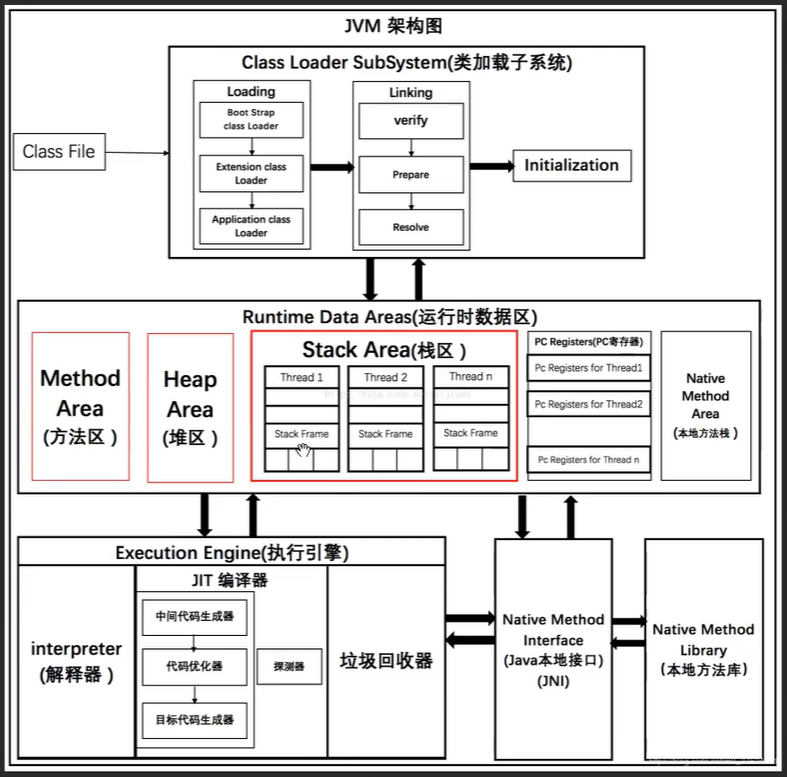 JVM 架构图
Class Loader SubSystem(类加载子系统)
Class File
Loading
Boot Strap
class Loader
Extension class
Loader
Application class
Loader
Linking
verify
Prepare
Resolve
Initialization
Runtime Data Areas(运行时数据区)
Method
Area
(方法区)
Heap
Area
(堆区)
Stack Area(栈区)
Thread 1
Stack Frame
Thread 2
Stack Frame
Thread n
Stack Frame
PC Registers(PC寄存器)
Pc Registers for Thread1
Pc Registers for Thread2
Pc Registers for Thread n
Native
Method
Area
(本地方法栈)
Execution Engine(执行引擎)
interpreter
(解释器)
JIT 编译器
中间代码生成器
代码优化器
目标代码生成器
探测器
垃圾回收器
Native Method
Interface
(Java本地接口)
(JNI)
Native Method
Library
(本地方法库)